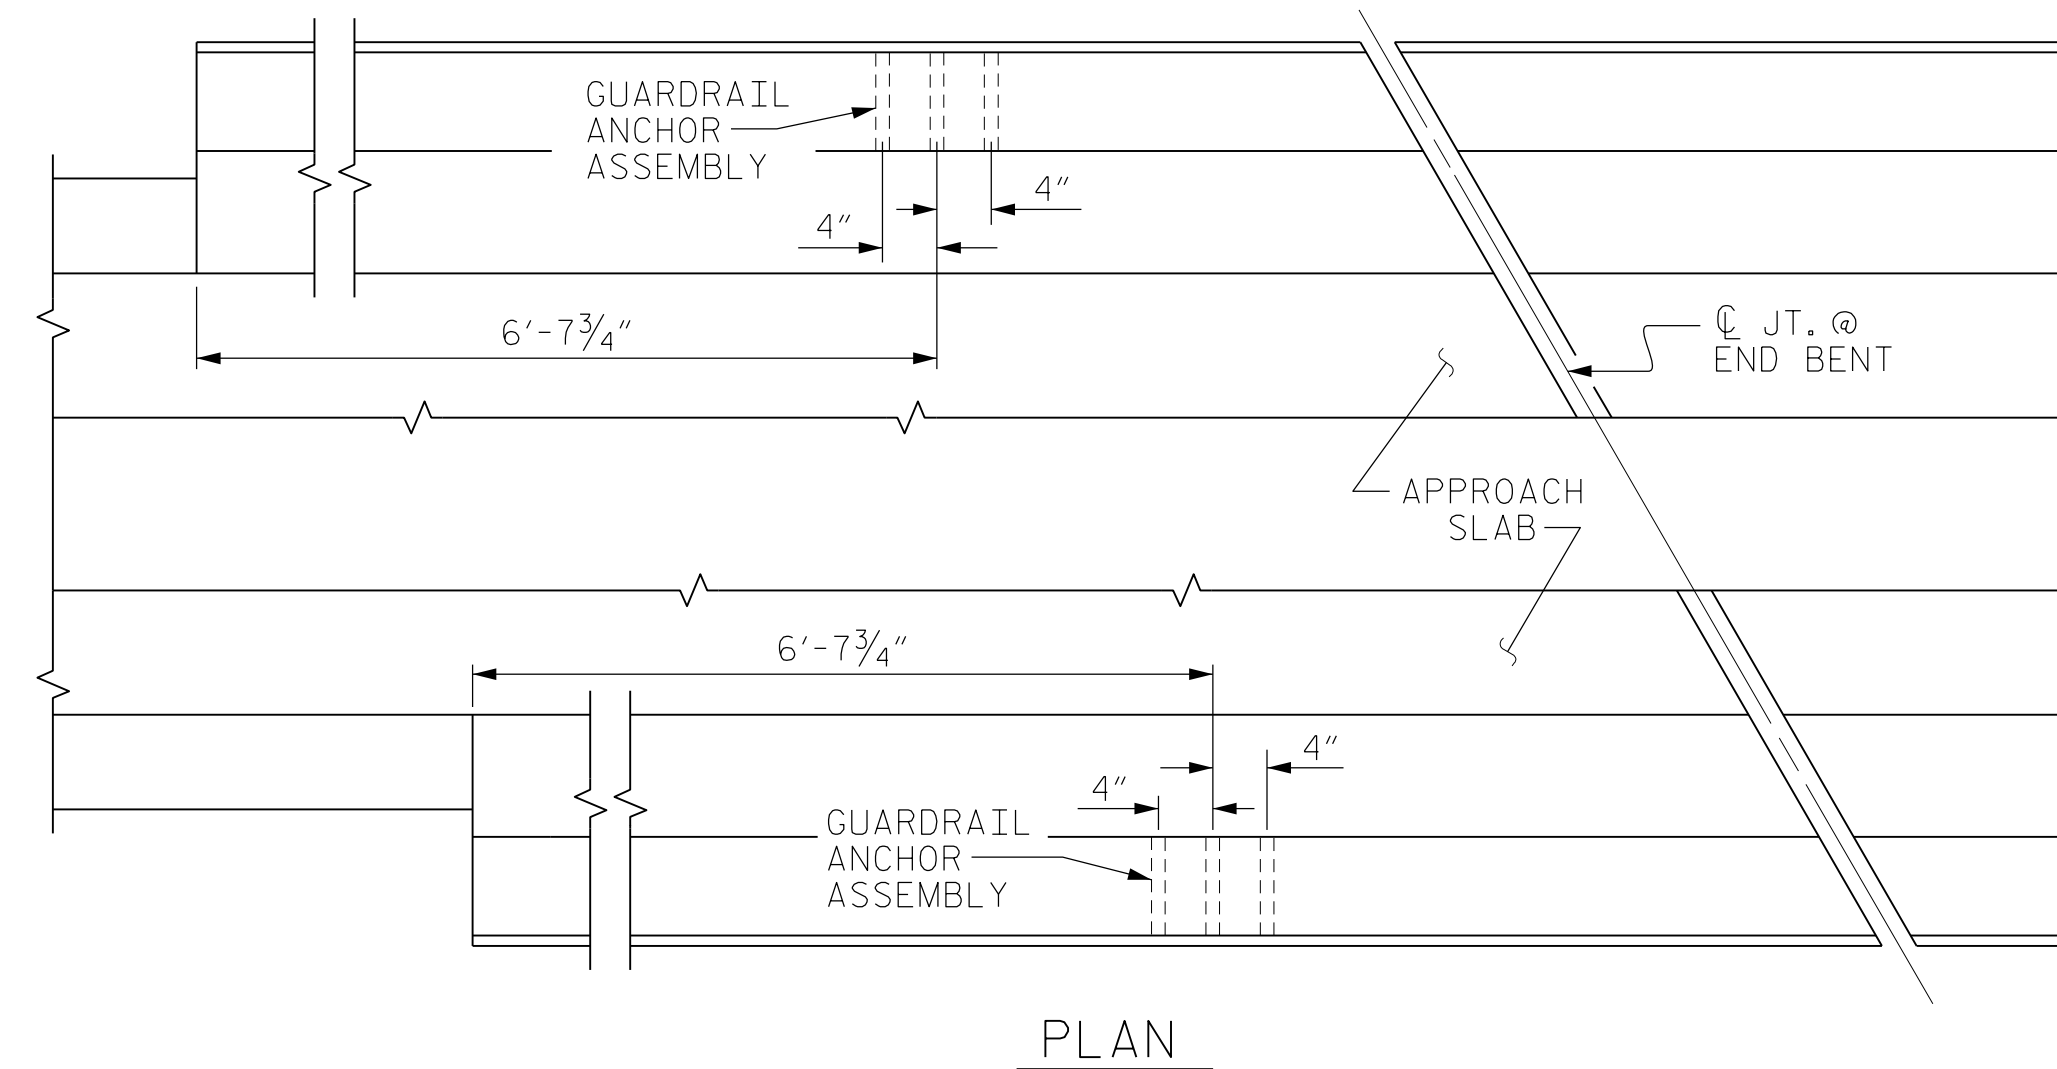 GUARDRAIL
ANCHOR
ASSEMBLY
4"
4"
6'-7¾"
℄ JT. @
END BENT
APPROACH
SLAB
6'-7¾"
4"
4"
GUARDRAIL
ANCHOR
ASSEMBLY
PLAN